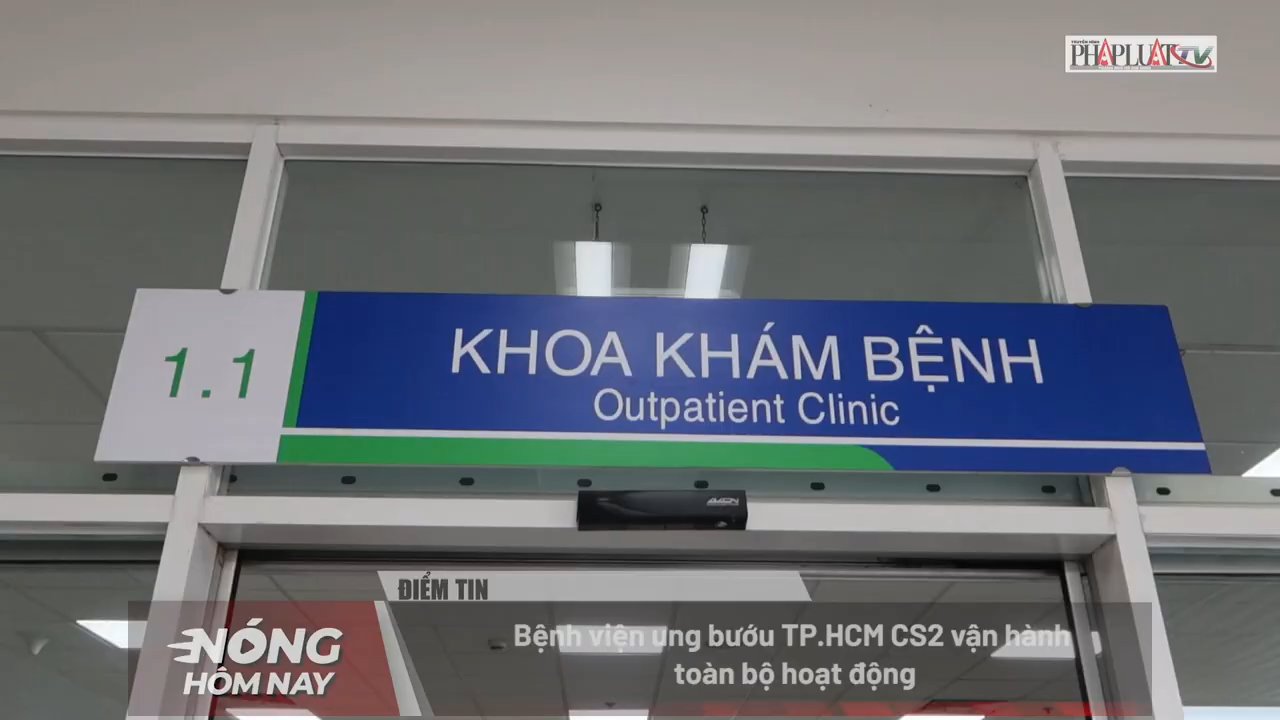 PHAPLUAT TV
1.1
KHOA KHÁM BỆNH
Outpatient Clinic
ĐIỂM TIN
NÓNG
HÔM NAY
Bệnh viện ung bướu TP.HCM CS2 vận hành
toàn bộ hoạt động